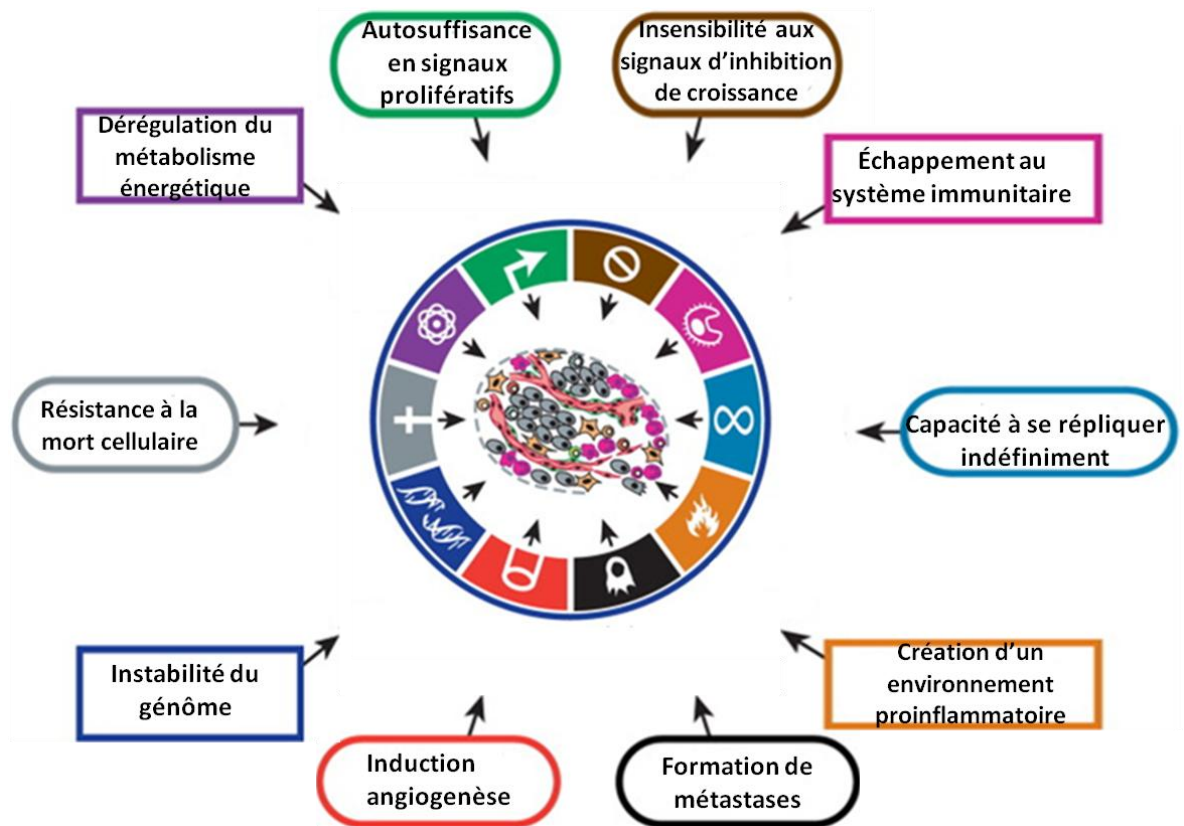 Autosuffisance
en signaux
prolifératifs
Insensibilité aux
signaux d'inhibition
de croissance
Dérégulation du
métabolisme
énergétique
Échappement au
système immunitaire
Résistance à la
mort cellulaire
Capacité à se répliquer
indéfiniment
Instabilité du
génôme
Création d'un
environnement
proinflammatoire
Induction
angiogenèse
Formation de
métastases